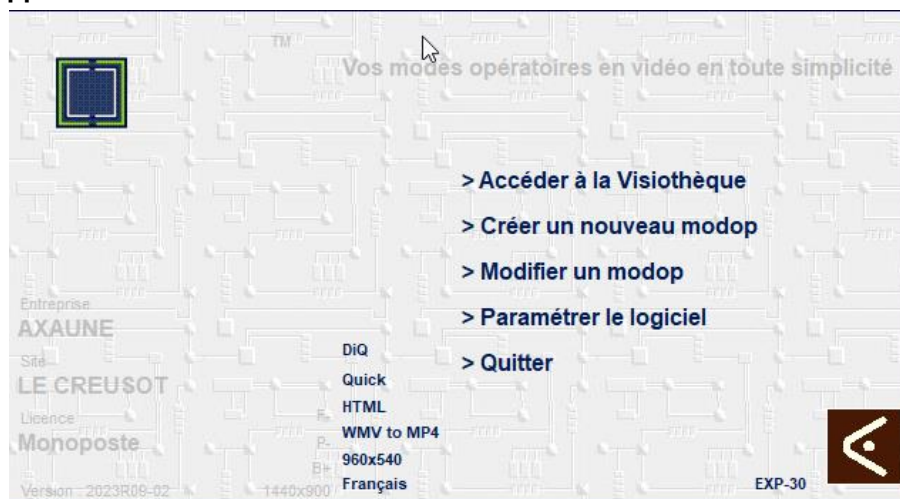 TM
Vos modes opératoires en vidéo en toute simplicité
> Accéder à la Visiothèque
> Créer un nouveau modop
> Modifier un modop
> Paramétrer le logiciel
> Quitter
Entreprise
AXAUNE
Site
LE CREUSOT
Licence
Monoposte
Version : 2023R09-02
DiQ
Quick
F- HTML
P- WMV to MP4
B+ 960x540
1440x900 Français
EXP-30